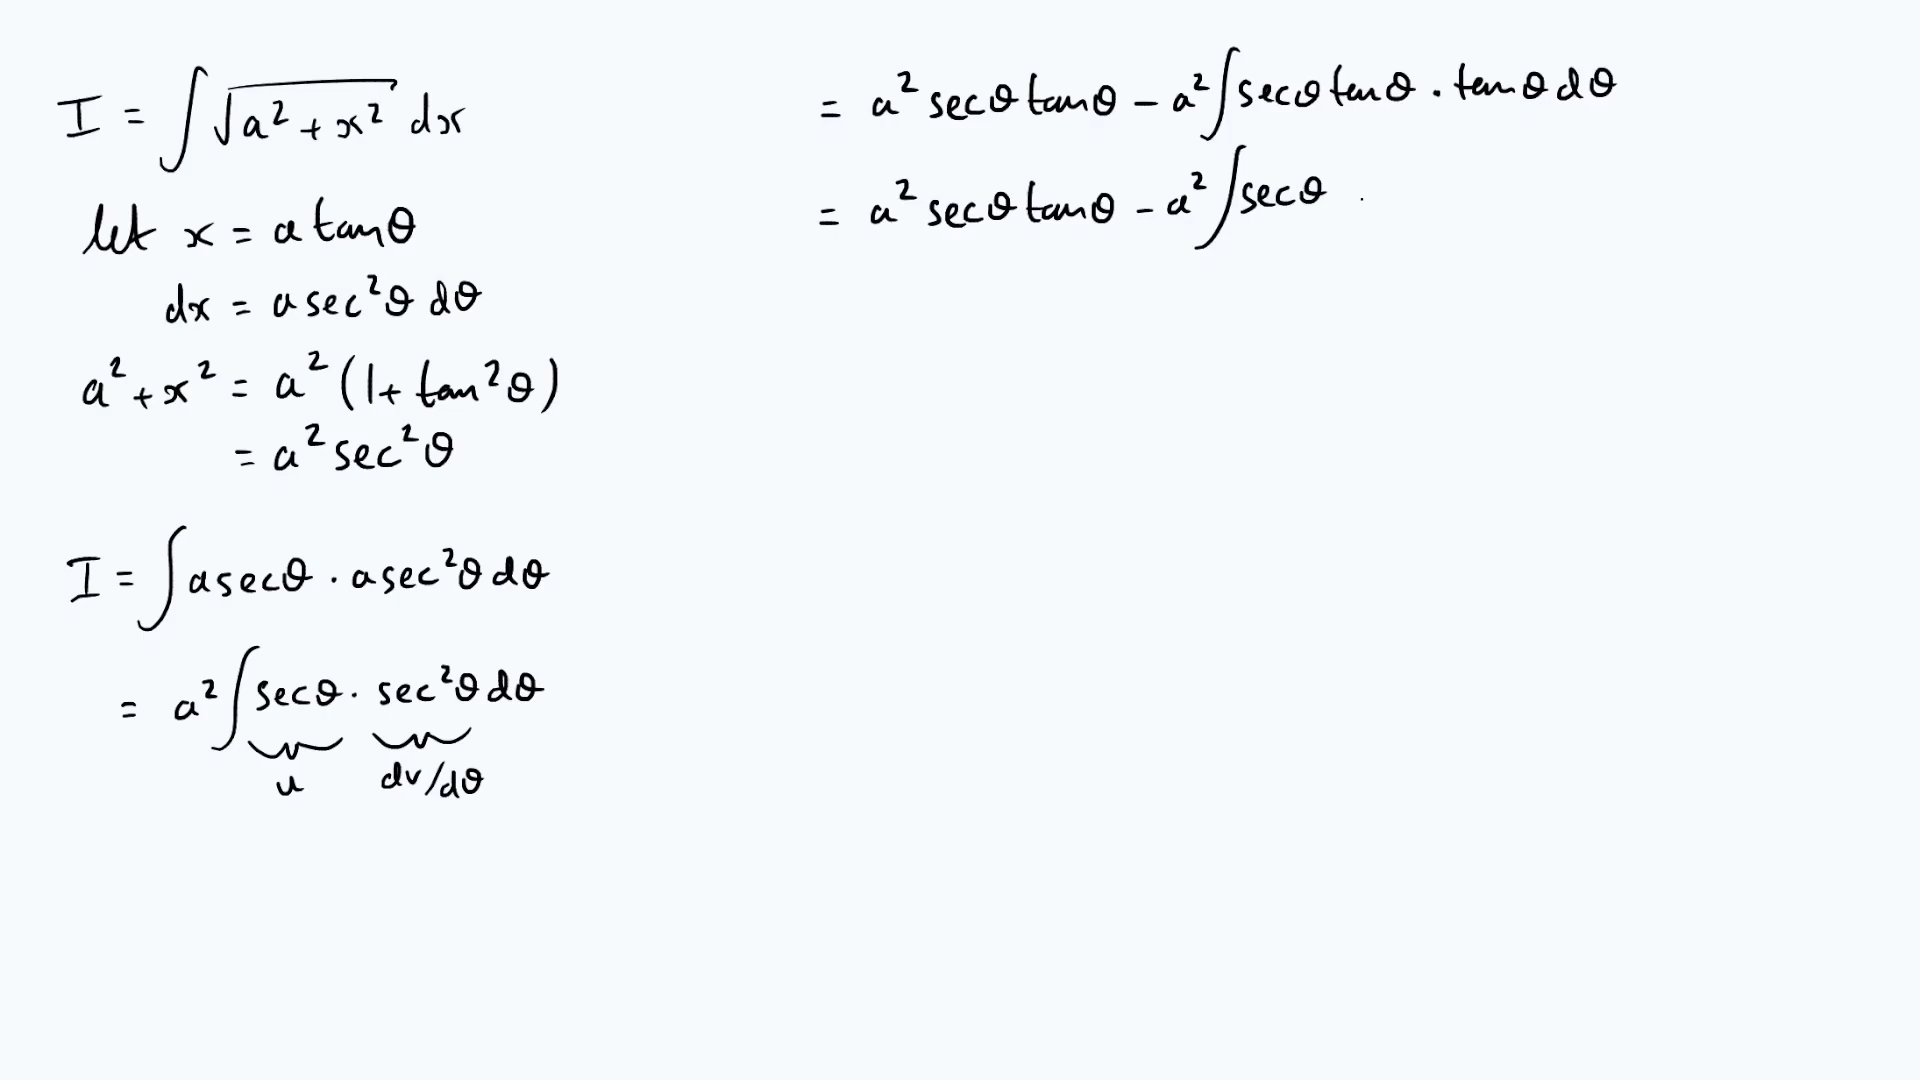 I = ∫√(a² + x²) dx
let x = a tanθ
dx = a sec²θ dθ
a² + x² = a² (1 + tan²θ)
= a² sec²θ
I = ∫ a secθ · a sec²θ dθ
= a² ∫ secθ · sec²θ dθ
u dv/dθ
= a² secθ tanθ − a² ∫ secθ tanθ · tanθ dθ
= a² secθ tanθ − a² ∫ secθ